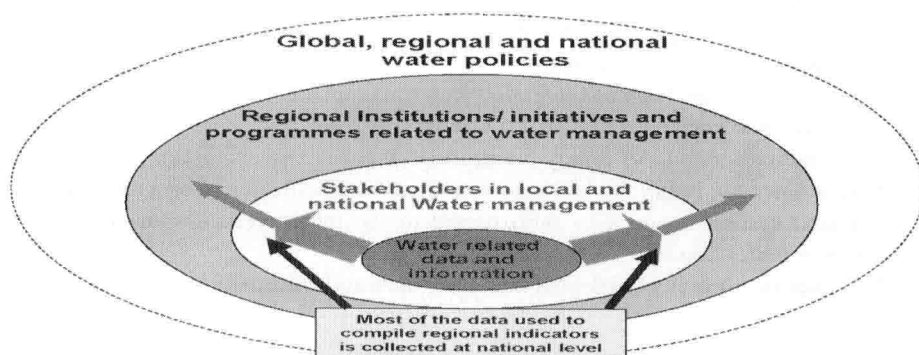 Global, regional and national
water policies
Regional Institutions/ initiatives and
programmes related to water management
Stakeholders in local and
national Water management
Water related
data and
information
Most of the data used to
compile regional indicators
is collected at national level